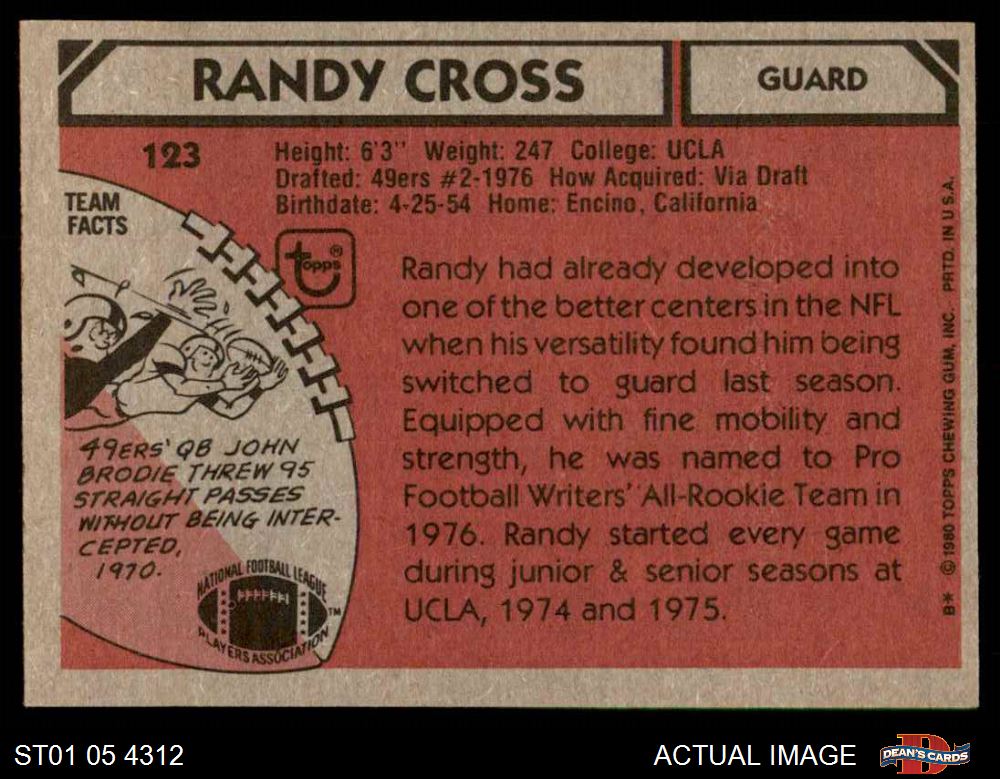 RANDY CROSS
GUARD
123
Height: 6'3" Weight: 247 College: UCLA
Drafted: 49ers #2-1976 How Acquired: Via Draft
Birthdate: 4-25-54 Home: Encino, California
TEAM
FACTS
topps®
Randy had already developed into
one of the better centers in the NFL
when his versatility found him being
switched to guard last season.
Equipped with fine mobility and
strength, he was named to Pro
Football Writers' All-Rookie Team in
1976. Randy started every game
during junior & senior seasons at
UCLA, 1974 and 1975.
49ERS' QB JOHN
BRODIE THREW 95
STRAIGHT PASSES
WITHOUT BEING INTER-
CEPTED,
1970.
NATIONAL FOOTBALL LEAGUE
PLAYERS ASSOCIATION
™
B* © 1980 TOPPS CHEWING GUM, INC. PRTD. IN U.S.A.
ST01 05 4312
ACTUAL IMAGE
DEAN'S CARDS